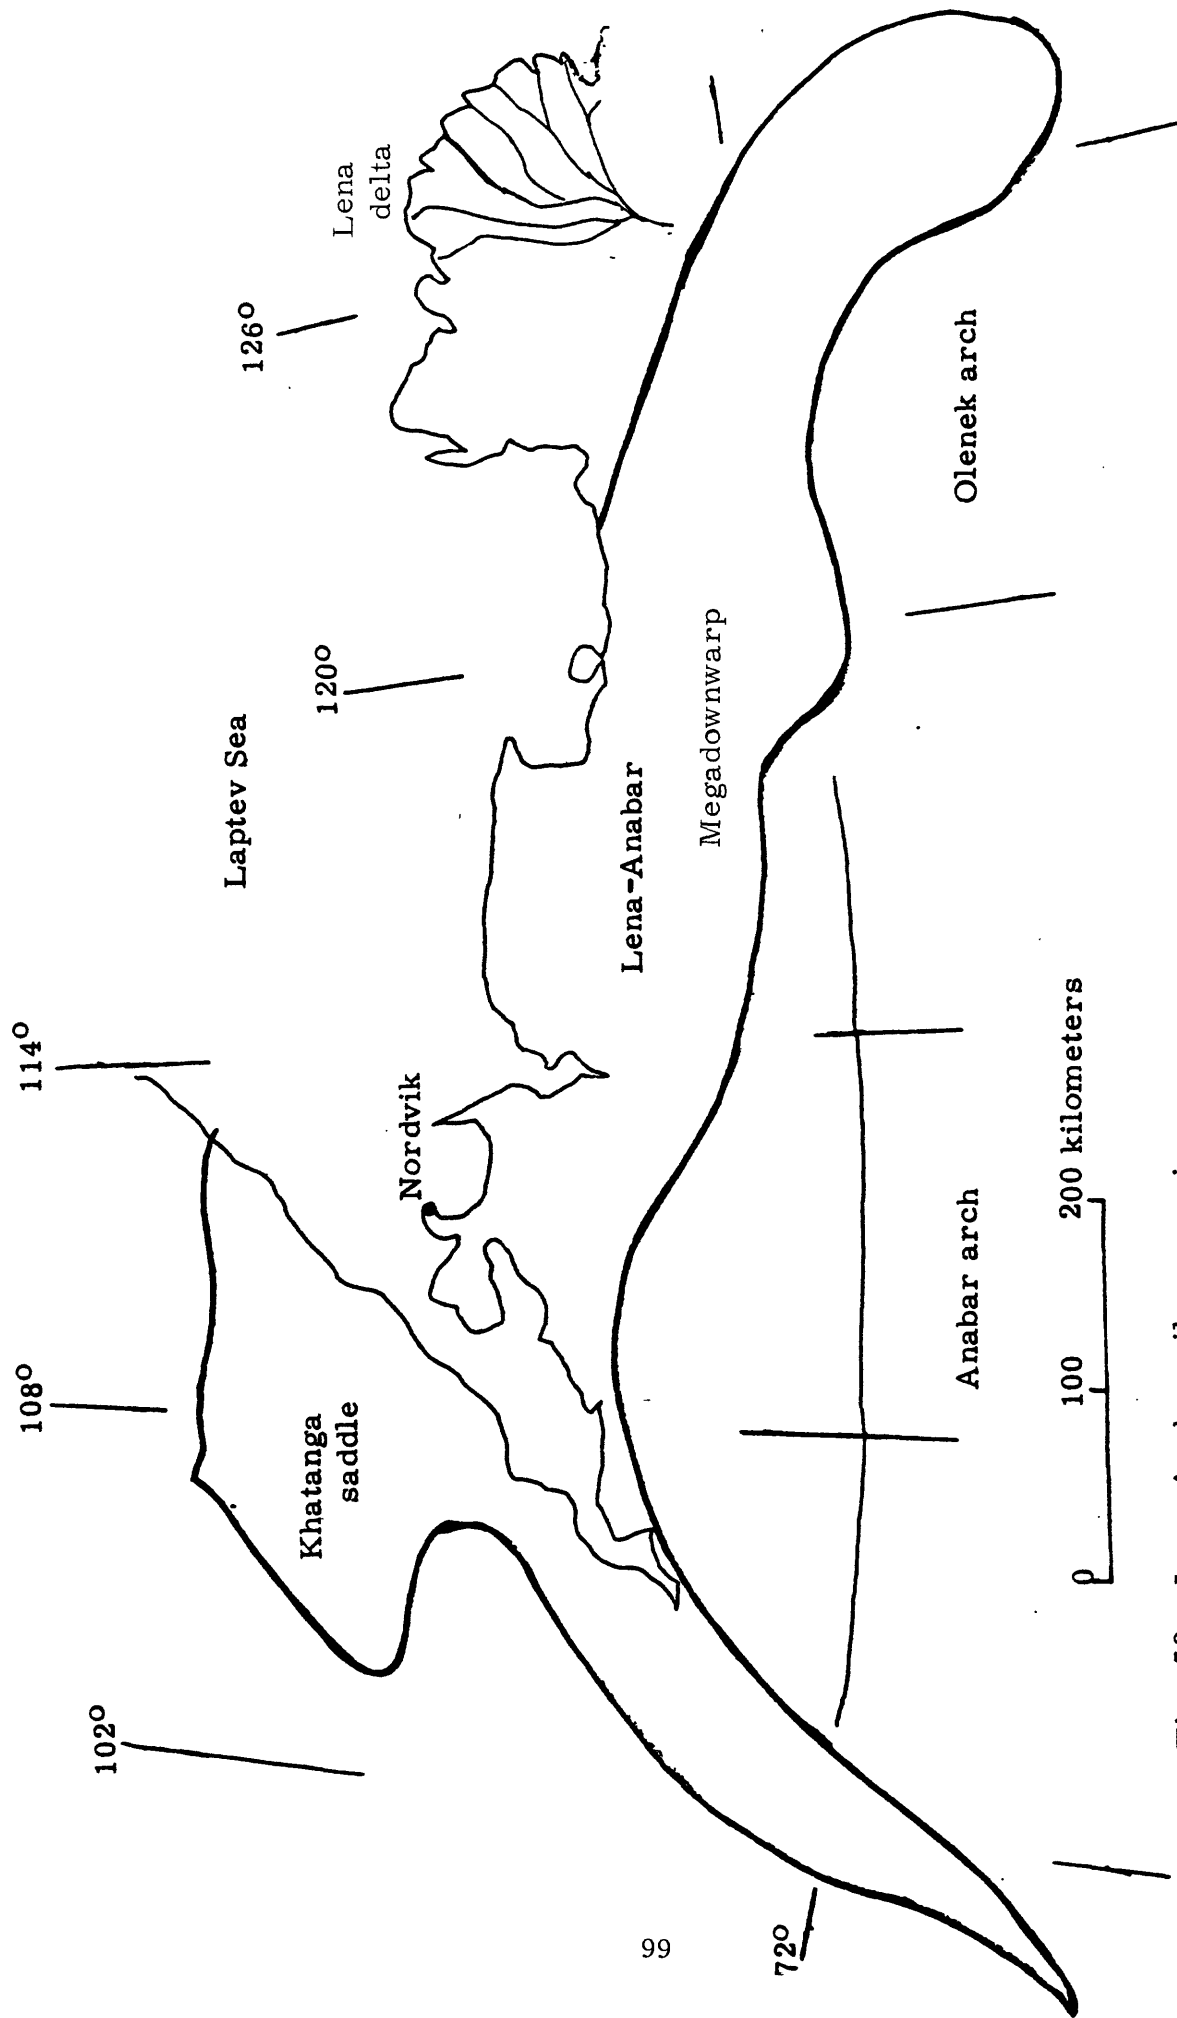 114°
108°
102°
126°
120°
Laptev Sea
Lena
delta
Khatanga
saddle
Nordvik
Lena-Anabar
Megadownwarp
72°
Anabar arch
Olenek arch
0 100 200 kilometers
99